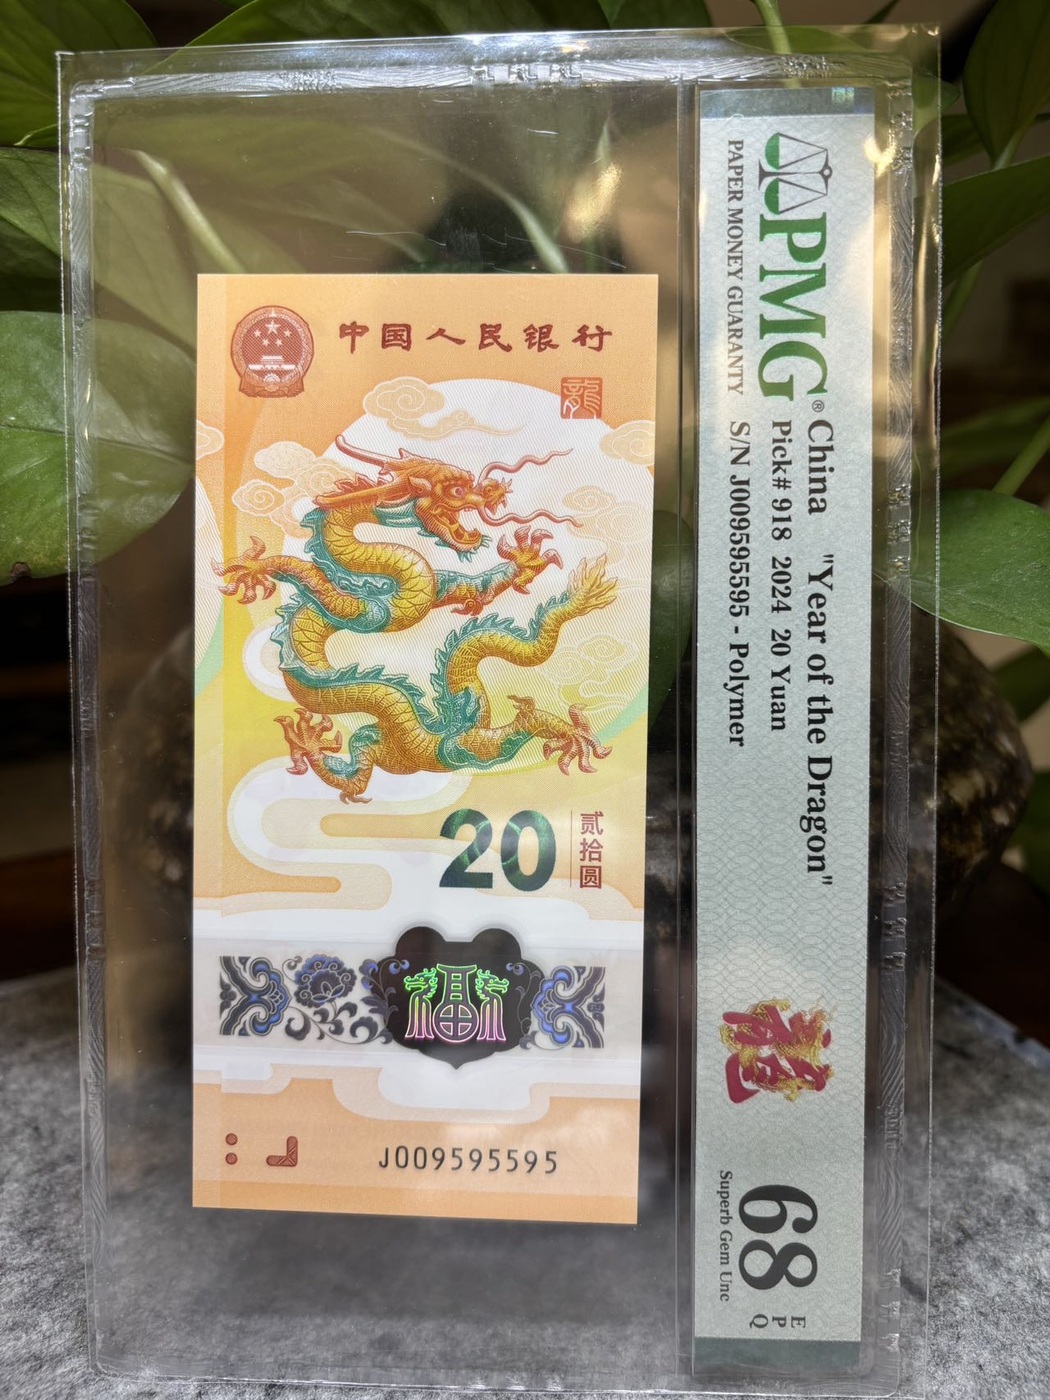 中国人民银行
龍
20
贰拾圆
福
J009595595
PMG®
PAPER MONEY GUARANTY
China "Year of the Dragon"
Pick# 918 2024 20 Yuan
S/N J009595595 - Polymer
龍
68 EPQ
Superb Gem Unc